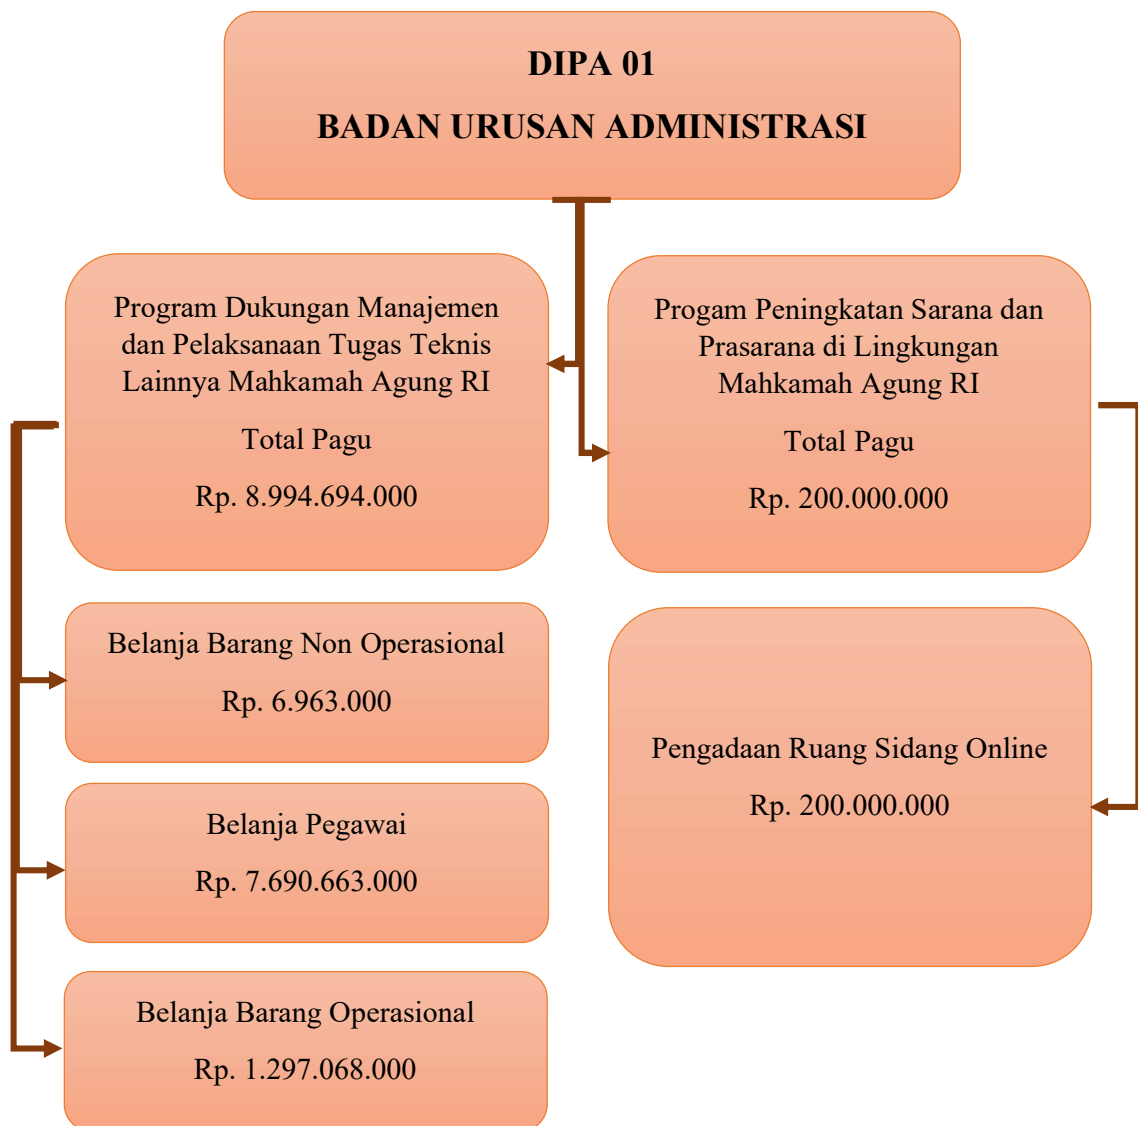 DIPA 01
BADAN URUSAN ADMINISTRASI
Program Dukungan Manajemen
dan Pelaksanaan Tugas Teknis
Lainnya Mahkamah Agung RI
Total Pagu
Rp. 8.994.694.000
Progam Peningkatan Sarana dan
Prasarana di Lingkungan
Mahkamah Agung RI
Total Pagu
Rp. 200.000.000
Belanja Barang Non Operasional
Rp. 6.963.000
Belanja Pegawai
Rp. 7.690.663.000
Belanja Barang Operasional
Rp. 1.297.068.000
Pengadaan Ruang Sidang Online
Rp. 200.000.000